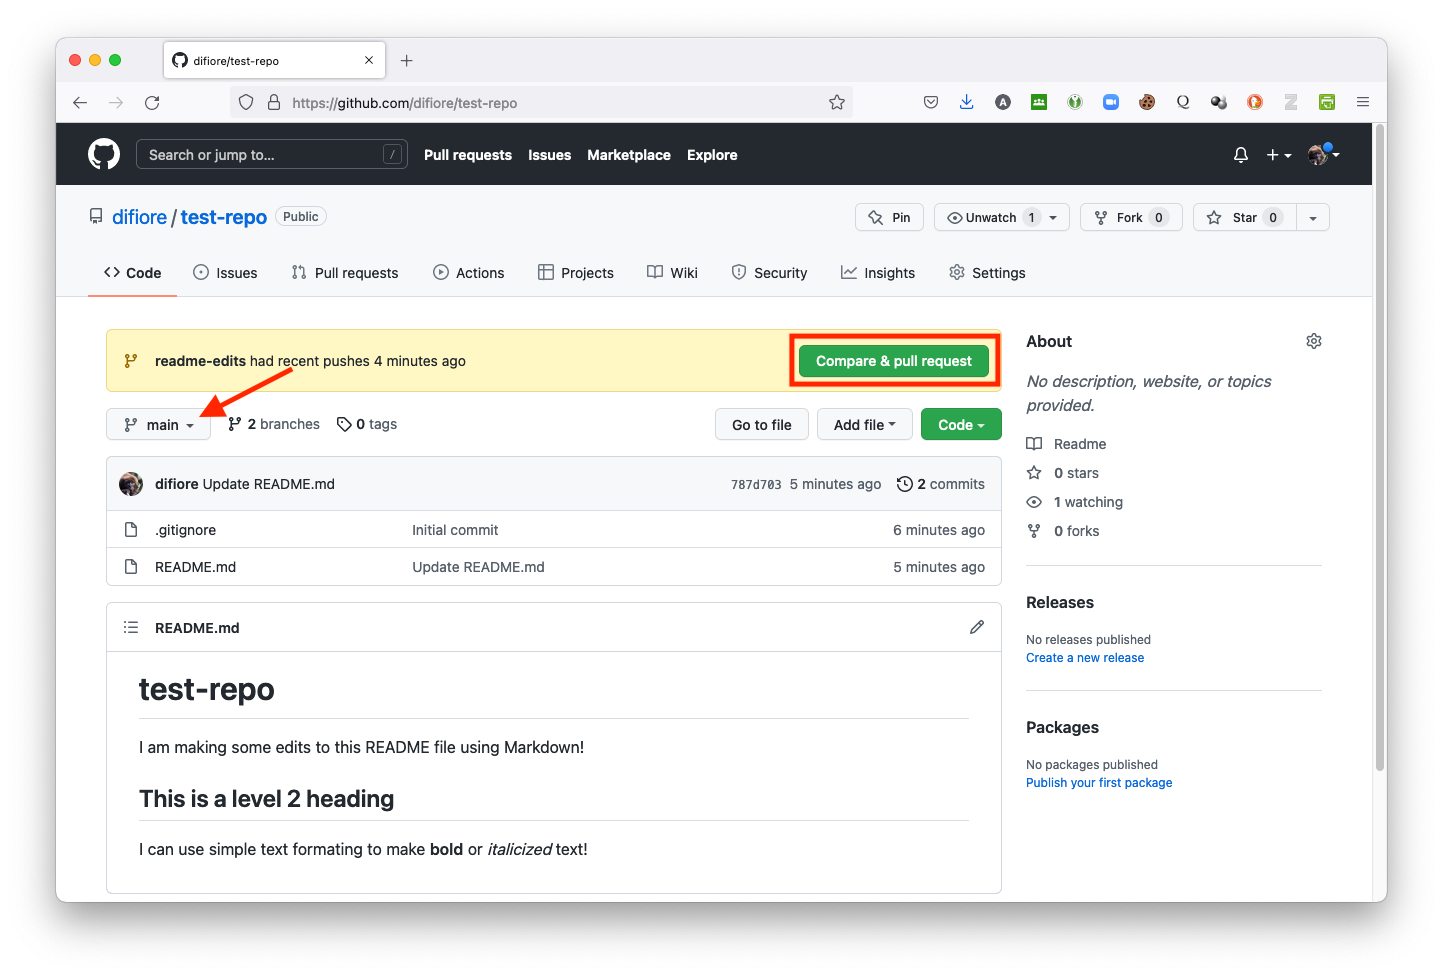 difiore/test-repo
https://github.com/difiore/test-repo
Search or jump to... / Pull requests Issues Marketplace Explore
difiore / test-repo Public Pin Unwatch 1 Fork 0 Star 0
Code Issues Pull requests Actions Projects Wiki Security Insights Settings
readme-edits had recent pushes 4 minutes ago Compare & pull request
main 2 branches 0 tags Go to file Add file Code
difiore Update README.md 787d703 5 minutes ago 2 commits
.gitignore Initial commit 6 minutes ago
README.md Update README.md 5 minutes ago
README.md
test-repo
I am making some edits to this README file using Markdown!
This is a level 2 heading
I can use simple text formating to make bold or italicized text!
About
No description, website, or topics
provided.
Readme
0 stars
1 watching
0 forks
Releases
No releases published
Create a new release
Packages
No packages published
Publish your first package